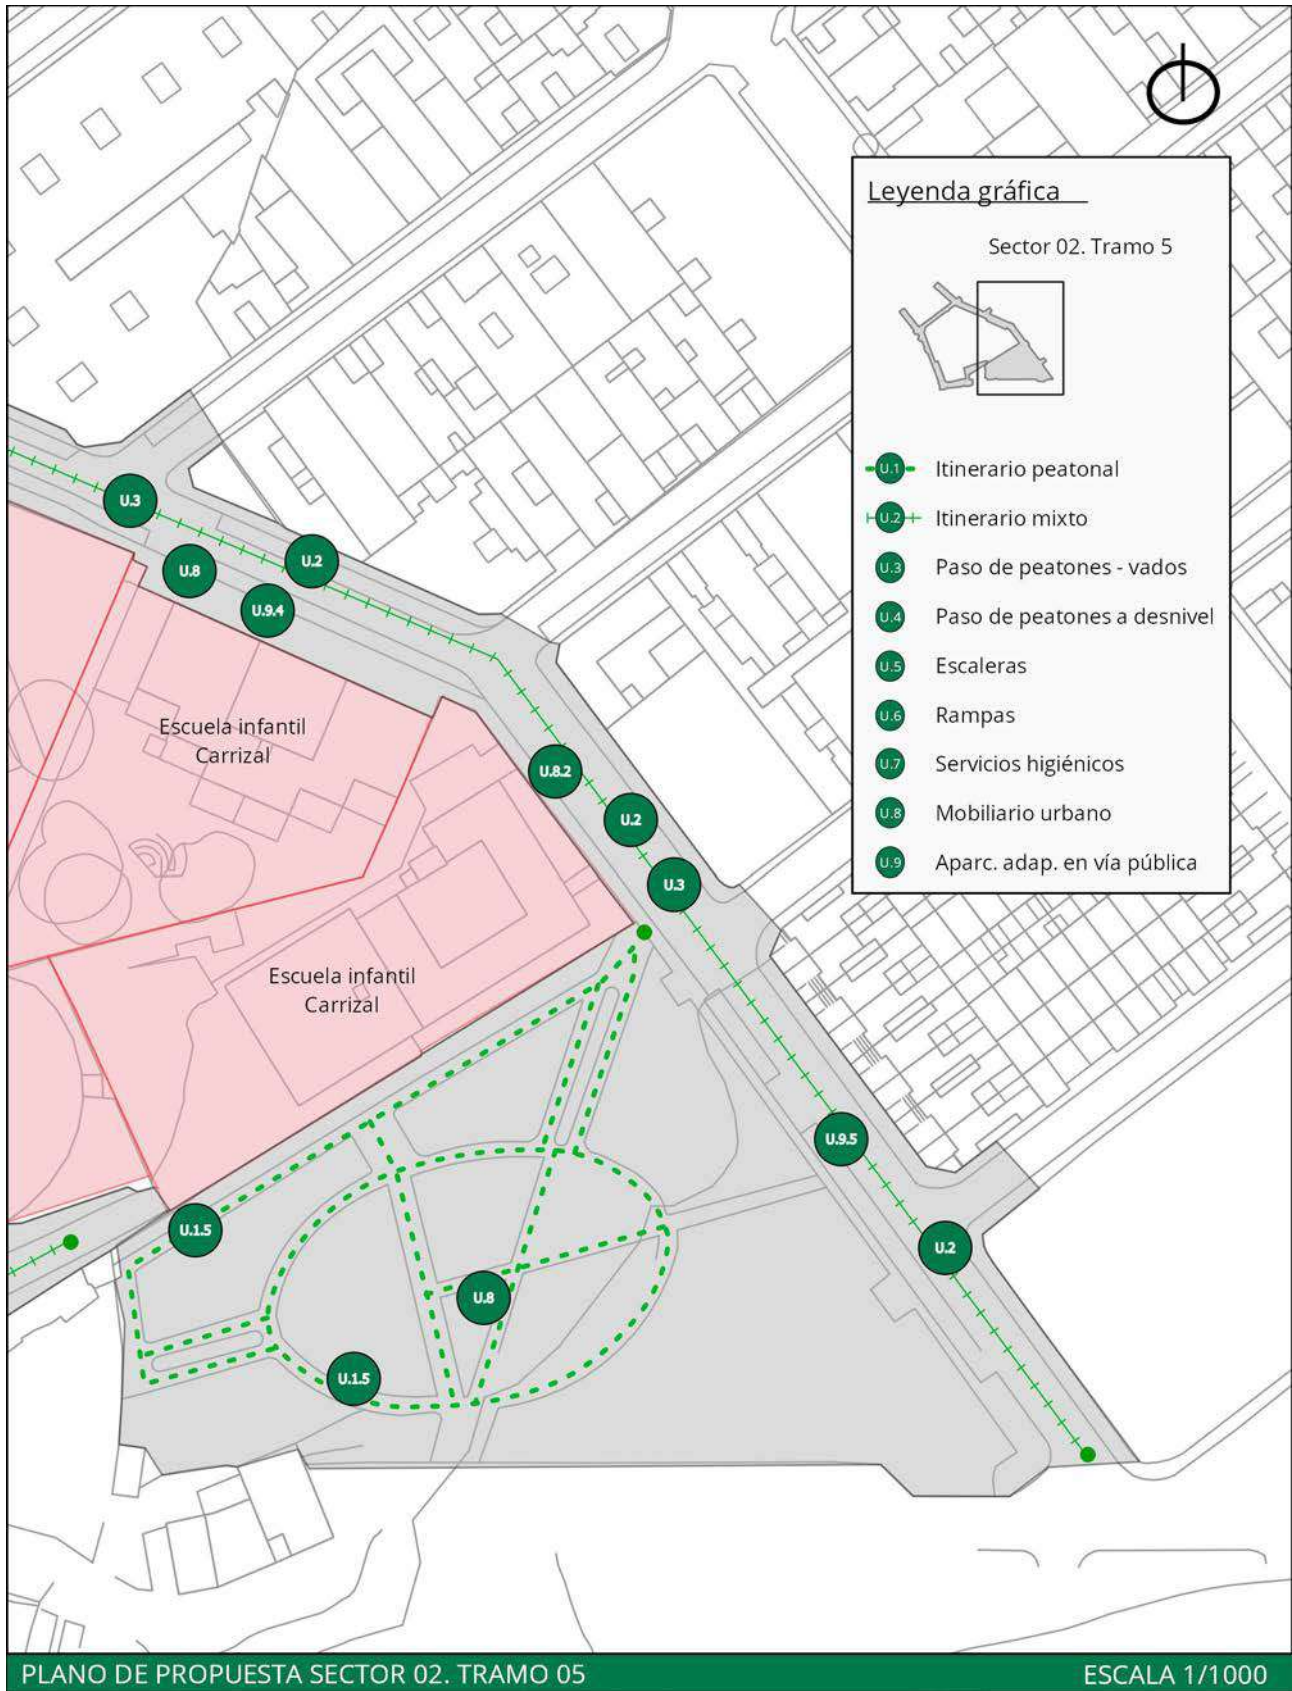 Leyenda gráfica
Sector 02. Tramo 5
U.1 Itinerario peatonal
U.2 Itinerario mixto
U.3 Paso de peatones - vados
U.4 Paso de peatones a desnivel
U.5 Escaleras
U.6 Rampas
U.7 Servicios higiénicos
U.8 Mobiliario urbano
U.9 Aparc. adap. en vía pública
U.3
U.2
U.8
U.9.4
Escuela infantil
Carrizal
U.8.2
U.2
U.3
Escuela infantil
Carrizal
U.9.5
U.1.5
U.2
U.8
U.1.5
PLANO DE PROPUESTA SECTOR 02. TRAMO 05
ESCALA 1/1000